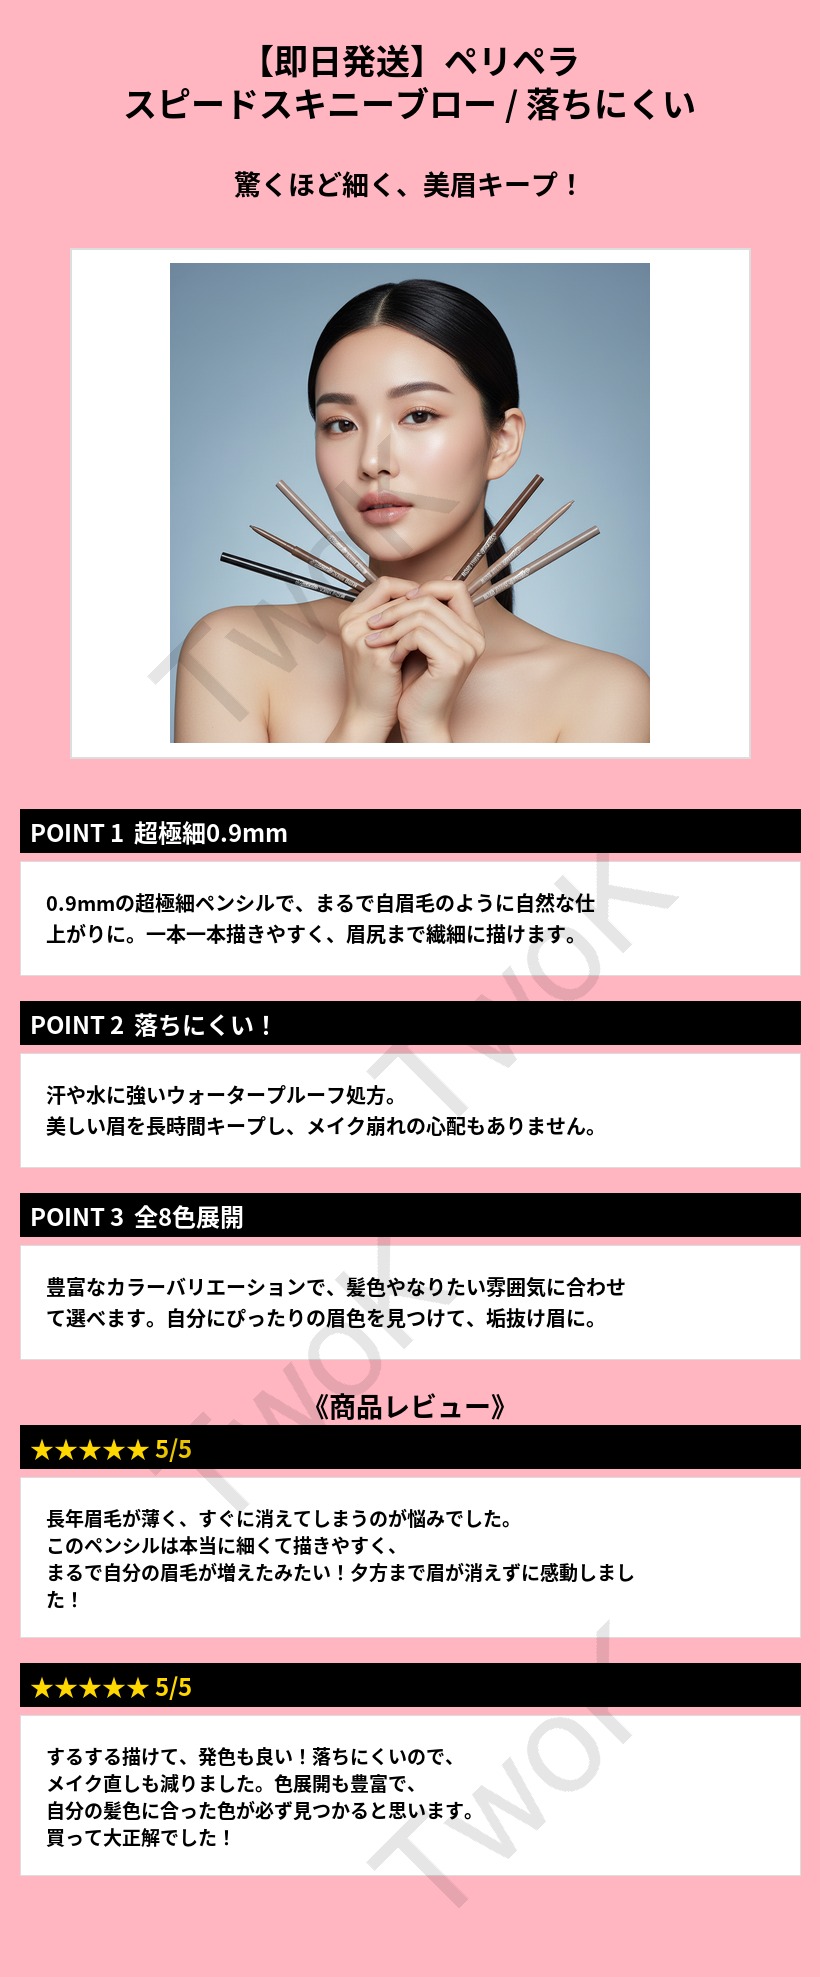 【即日発送】ペリペラ
スピードスキニーブロー / 落ちにくい
驚くほど細く、美眉キープ！
TwoK
POINT 1 超極細0.9mm
0.9mmの超極細ペンシルで、まるで自眉毛のように自然な仕
上がりに。一本一本描きやすく、眉尻まで繊細に描けます。
TwoK
POINT 2 落ちにくい！
汗や水に強いウォータープルーフ処方。
美しい眉を長時間キープし、メイク崩れの心配もありません。
POINT 3 全8色展開
豊富なカラーバリエーションで、髪色やなりたい雰囲気に合わせ
て選べます。自分にぴったりの眉色を見つけて、垢抜け眉に。
TwoK
《商品レビュー》
★★★★★ 5/5
長年眉毛が薄く、すぐに消えてしまうのが悩みでした。
このペンシルは本当に細くて描きやすく、
まるで自分の眉毛が増えたみたい！夕方まで眉が消えずに感動しまし
た！
★★★★★ 5/5
するする描けて、発色も良い！落ちにくいので、
メイク直しも減りました。色展開も豊富で、
自分の髪色に合った色が必ず見つかると思います。
買って大正解でした！
TwoK